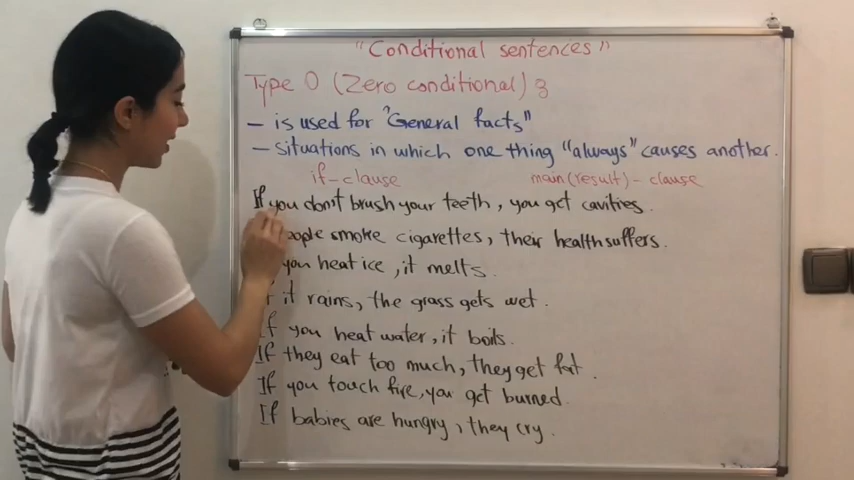 "Conditional sentences"
Type 0 (Zero conditional) :
– is used for "General facts"
– situations in which one thing "always" causes another.
if-clause main(result)-clause
If you don't brush your teeth, you get cavities.
smoke cigarettes, their health suffers.
you heat ice, it melts.
it rains, the grass gets wet.
If you heat water, it boils.
If they eat too much, they get fat.
If you touch fire, you get burned.
If babies are hungry, they cry.